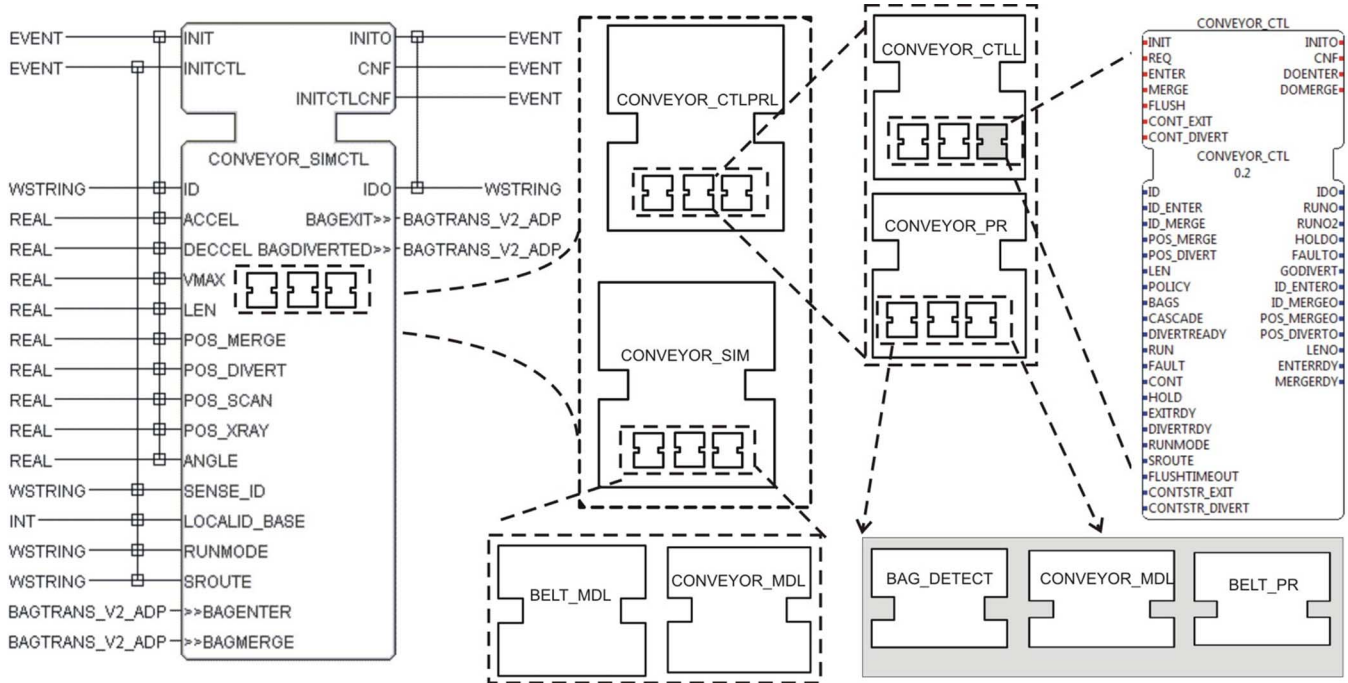 EVENT INIT INITO EVENT
EVENT INITCTL CNF EVENT
INITCTLCNF EVENT
CONVEYOR_SIMCTL
WSTRING ID IDO WSTRING
REAL ACCEL BAGEXIT>> BAGTRANS_V2_ADP
REAL DECCEL BAGDIVERTED>> BAGTRANS_V2_ADP
REAL VMAX
REAL LEN
REAL POS_MERGE
REAL POS_DIVERT
REAL POS_SCAN
REAL POS_XRAY
REAL ANGLE
WSTRING SENSE_ID
INT LOCALID_BASE
WSTRING RUNMODE
WSTRING SROUTE
BAGTRANS_V2_ADP >>BAGENTER
BAGTRANS_V2_ADP >>BAGMERGE
CONVEYOR_CTLPRL
CONVEYOR_SIM
BELT_MDL
CONVEYOR_MDL
CONVEYOR_CTLL
CONVEYOR_PR
BAG_DETECT
CONVEYOR_MDL
BELT_PR
CONVEYOR_CTL
INIT INITO
REQ CNF
ENTER DOENTER
MERGE DOMERGE
FLUSH
CONT_EXIT
CONT_DIVERT
CONVEYOR_CTL
0.2
ID IDO
ID_ENTER RUNO
ID_MERGE RUNO2
POS_MERGE HOLDO
POS_DIVERT FAULTO
LEN GODIVERT
POLICY ID_ENTERO
BAGS ID_MERGEO
CASCADE POS_MERGEO
DIVERTREADY POS_DIVERTO
RUN LENO
FAULT ENTERRDY
CONT MERGERDY
HOLD
EXITRDY
DIVERTRDY
RUNMODE
SROUTE
FLUSHTIMEOUT
CONTSTR_EXIT
CONTSTR_DIVERT